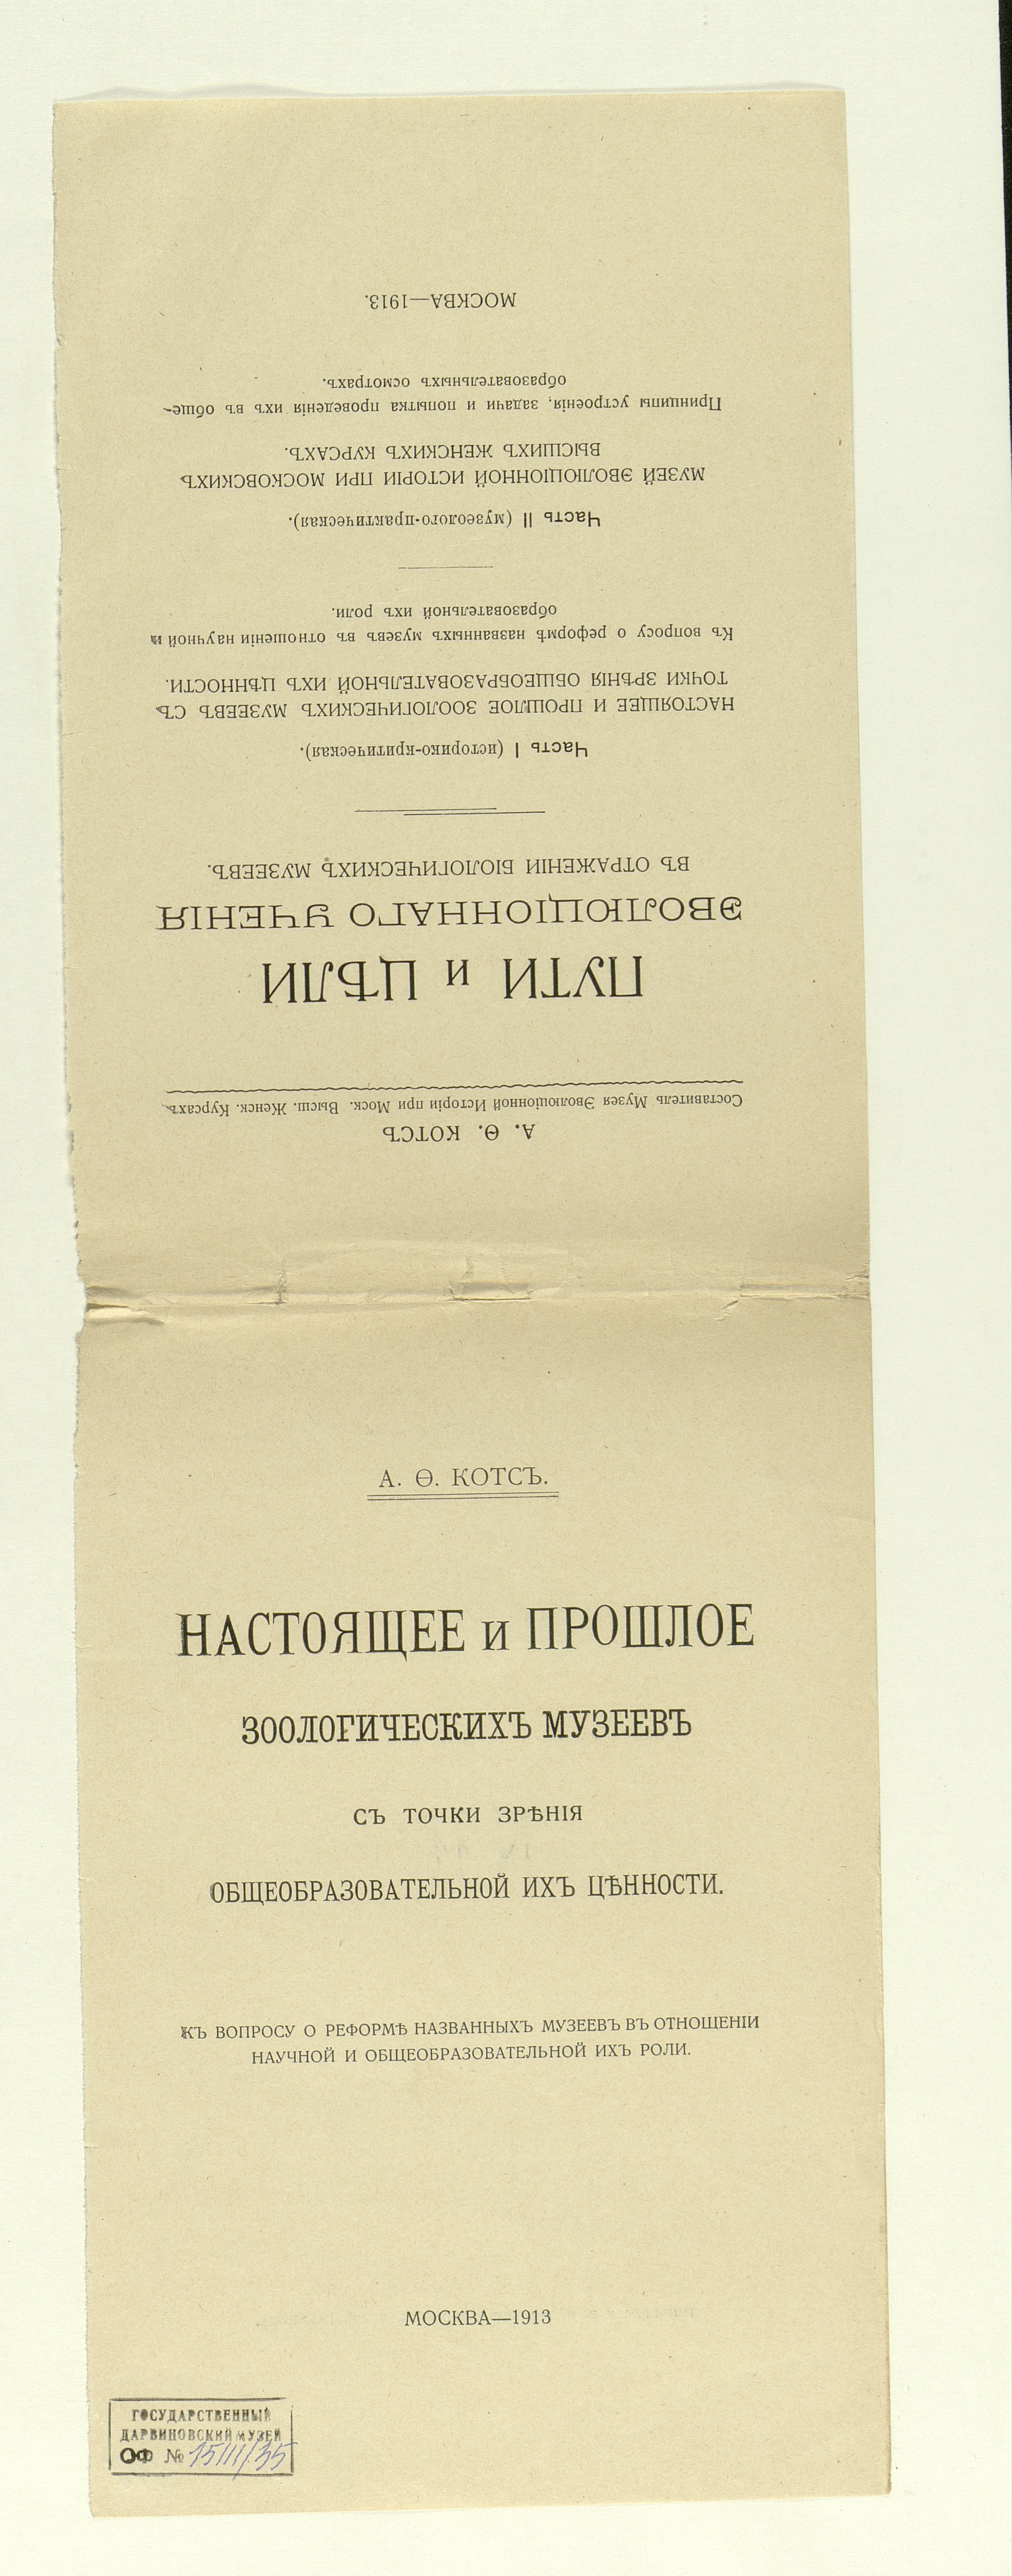 А. Ѳ. КОТСЪ
Составитель Музея Эволюціонной Исторіи при Моск. Высш. Женск. Курсахъ.
ПУТИ и ЦѢЛИ
ЭВОЛЮЦІОННАГО УЧЕНІЯ
ВЪ ОТРАЖЕНІИ БІОЛОГИЧЕСКИХЪ МУЗЕЕВЪ.
Часть I (историко-критическая).
НАСТОЯЩЕЕ И ПРОШЛОЕ ЗООЛОГИЧЕСКИХЪ МУЗЕЕВЪ СЪ
ТОЧКИ ЗРѢНІЯ ОБЩЕОБРАЗОВАТЕЛЬНОЙ ИХЪ ЦѢННОСТИ.
Къ вопросу о реформѣ названныхъ музеевъ въ отношеніи научной и
образовательной ихъ роли.
Часть II (музеолого-практическая).
МУЗЕЙ ЭВОЛЮЦІОННОЙ ИСТОРІИ ПРИ МОСКОВСКИХЪ
ВЫСШИХЪ ЖЕНСКИХЪ КУРСАХЪ.
Принципы устроенія, задачи и попытка проведенія ихъ въ обще-
образовательныхъ осмотрахъ.
МОСКВА—1913.
А. Ѳ. КОТСЪ.
НАСТОЯЩЕЕ и ПРОШЛОЕ
ЗООЛОГИЧЕСКИХЪ МУЗЕЕВЪ
СЪ ТОЧКИ ЗРѢНІЯ
ОБЩЕОБРАЗОВАТЕЛЬНОЙ ИХЪ ЦѢННОСТИ.
КЪ ВОПРОСУ О РЕФОРМѢ НАЗВАННЫХЪ МУЗЕЕВЪ ВЪ ОТНОШЕНІИ
НАУЧНОЙ И ОБЩЕОБРАЗОВАТЕЛЬНОЙ ИХЪ РОЛИ.
МОСКВА—1913
ГОСУДАРСТВЕННЫЙ
ДАРВИНОВСКИЙ МУЗЕЙ
ОФ № 15111/35